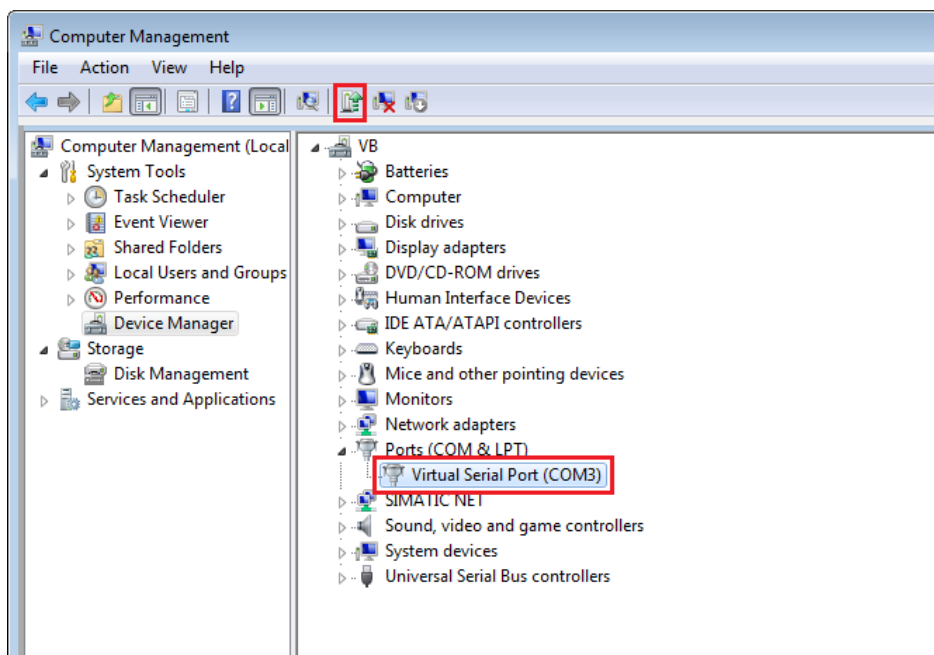 Computer Management
File Action View Help
Computer Management (Local
System Tools
Task Scheduler
Event Viewer
Shared Folders
Local Users and Groups
Performance
Device Manager
Storage
Disk Management
Services and Applications
VB
Batteries
Computer
Disk drives
Display adapters
DVD/CD-ROM drives
Human Interface Devices
IDE ATA/ATAPI controllers
Keyboards
Mice and other pointing devices
Monitors
Network adapters
Ports (COM & LPT)
Virtual Serial Port (COM3)
SIMATIC NET
Sound, video and game controllers
System devices
Universal Serial Bus controllers